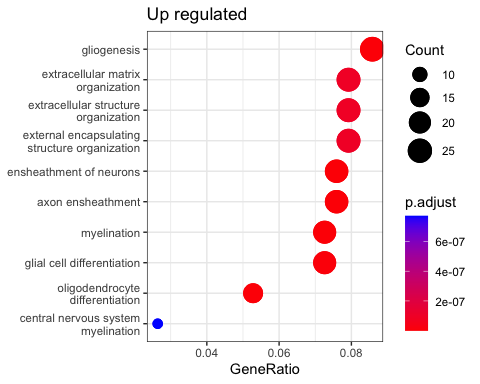 Up regulated
gliogenesis
extracellular matrix
organization
extracellular structure
organization
external encapsulating
structure organization
ensheathment of neurons
axon ensheathment
myelination
glial cell differentiation
oligodendrocyte
differentiation
central nervous system
myelination
0.04 0.06 0.08
GeneRatio
Count
10
15
20
25
p.adjust
6e-07
4e-07
2e-07